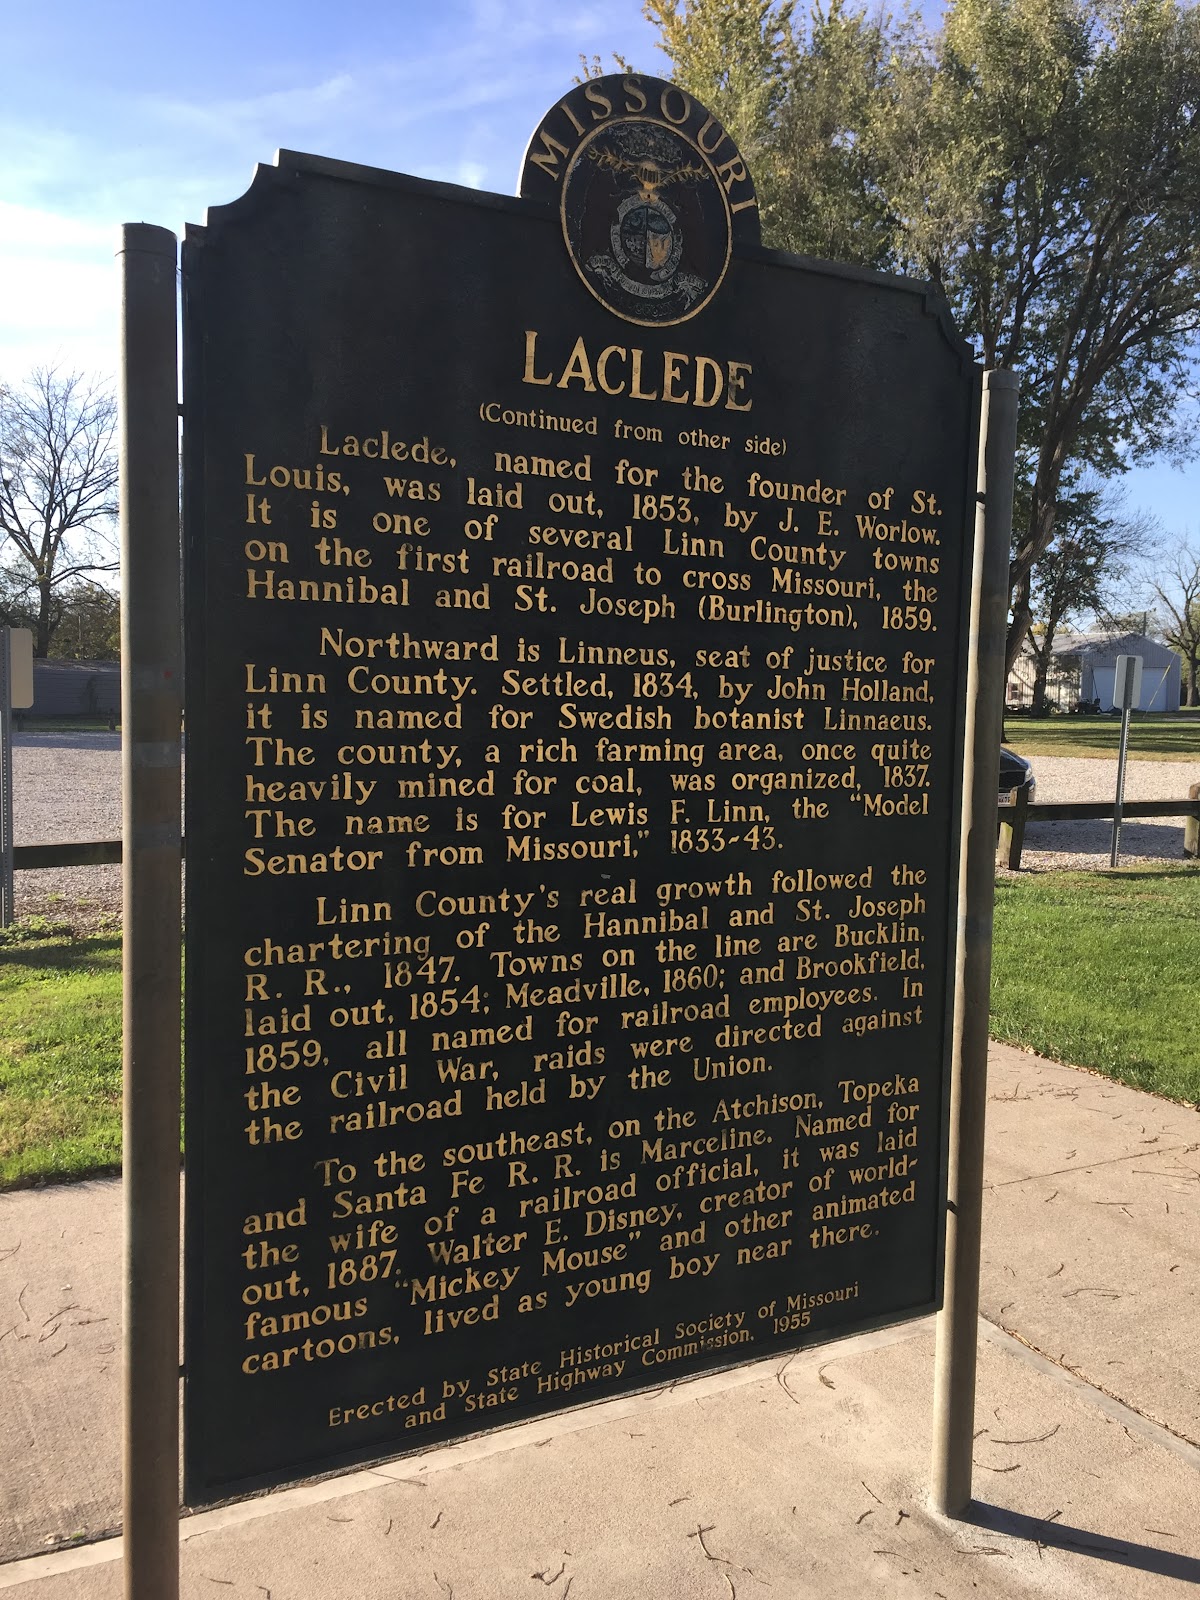 MISSOURI
LACLEDE
(Continued from other side)
Laclede, named for the founder of St.
Louis, was laid out, 1853, by J. E. Worlow.
It is one of several Linn County towns
on the first railroad to cross Missouri, the
Hannibal and St. Joseph (Burlington), 1859.
Northward is Linneus, seat of justice for
Linn County. Settled, 1834, by John Holland,
it is named for Swedish botanist Linnaeus.
The county, a rich farming area, once quite
heavily mined for coal, was organized, 1837.
The name is for Lewis F. Linn, the "Model
Senator from Missouri," 1833-43.
Linn County's real growth followed the
chartering of the Hannibal and St. Joseph
R. R., 1847. Towns on the line are Bucklin,
laid out, 1854; Meadville, 1860; and Brookfield,
1859, all named for railroad employees. In
the Civil War, raids were directed against
the railroad held by the Union.
To the southeast, on the Atchison, Topeka
and Santa Fe R. R. is Marceline. Named for
the wife of a railroad official, it was laid
out, 1887. Walter E. Disney, creator of world-
famous "Mickey Mouse" and other animated
cartoons, lived as young boy near there.
Erected by State Historical Society of Missouri
and State Highway Commission, 1955